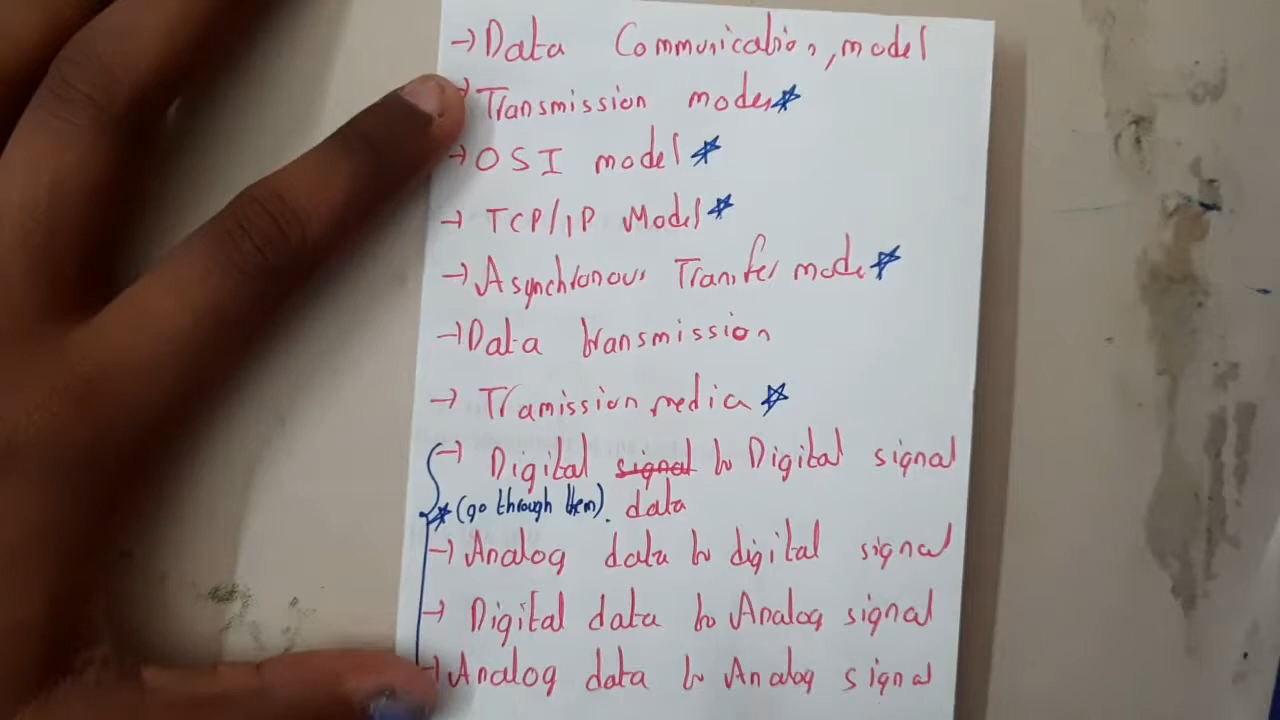 → Data Communication, model
→ Transmission modes ☆
→ OSI model ☆
→ TCP/IP Model ☆
→ Asynchronous Transfer mode ☆
→ Data transmission
→ Tramission media ☆
→ Digital signal to Digital signal
☆ (go through them). data
→ Analog data to digital signal
→ Digital data to Analog signal
→ Analog data to Analog signal